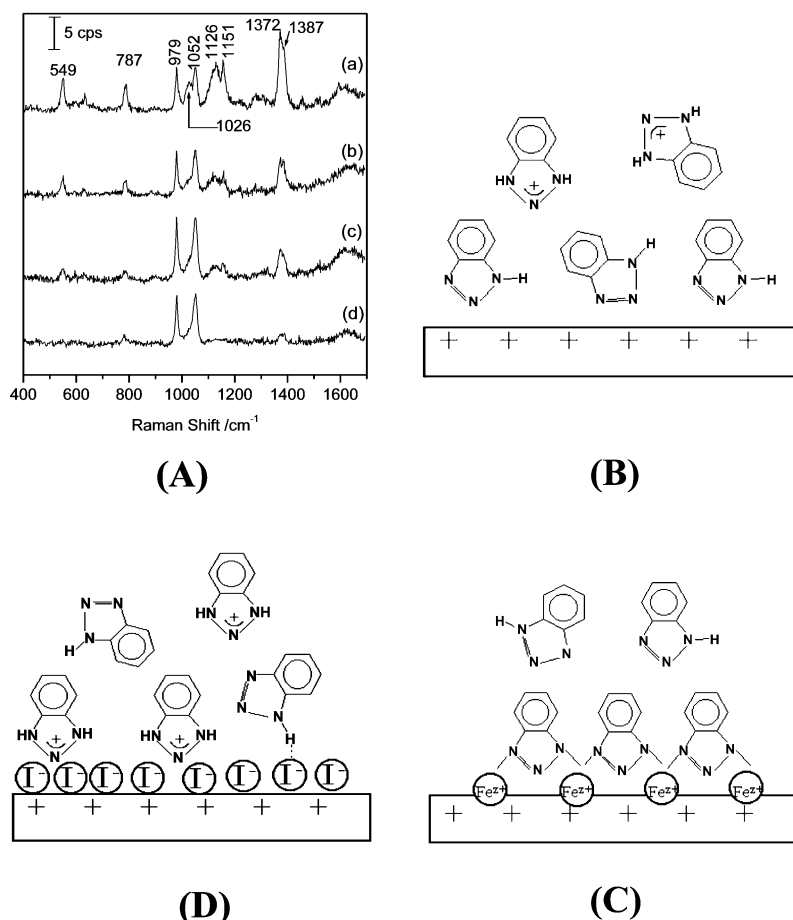 5 cps
549
787
979
1052
1126
1151
1372
1387
(a)
1026
(b)
(c)
(d)
400 600 800 1000 1200 1400 1600
Raman Shift /cm⁻¹
(A)
HN + NH
N
N N H
HN +
N N H
N
N H
N N
N N H
N
+ + + + + +
(B)
N N
N
H
HN + NH
N
HN + NH
N
HN + NH
N
N
N
N
H
I⁻ I⁻ I⁻ I⁻ I⁻ I⁻ I⁻ I⁻
+ + + + + +
(D)
H N
N N
N N H
N
N N
N
N N
N
N N
N
Feᶻ⁺ Feᶻ⁺ Feᶻ⁺ Feᶻ⁺
+ + + + + +
(C)